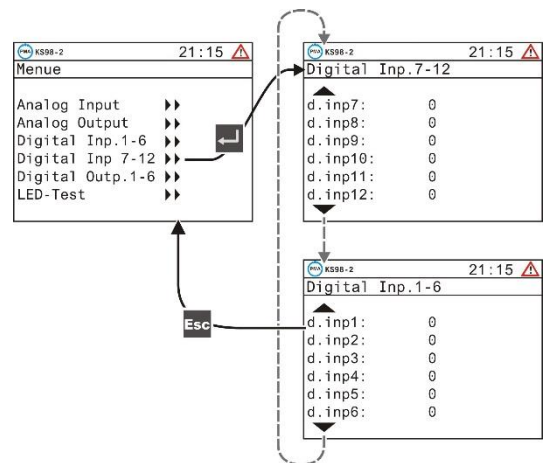 PMA KS98-2 21:15
Menue
Analog Input
Analog Output
Digital Inp.1-6
Digital Inp 7-12
Digital Outp.1-6
LED-Test
Esc
PMA KS98-2 21:15
Digital Inp.7-12
d.inp7: 0
d.inp8: 0
d.inp9: 0
d.inp10: 0
d.inp11: 0
d.inp12: 0
PMA KS98-2 21:15
Digital Inp.1-6
d.inp1: 0
d.inp2: 0
d.inp3: 0
d.inp4: 0
d.inp5: 0
d.inp6: 0